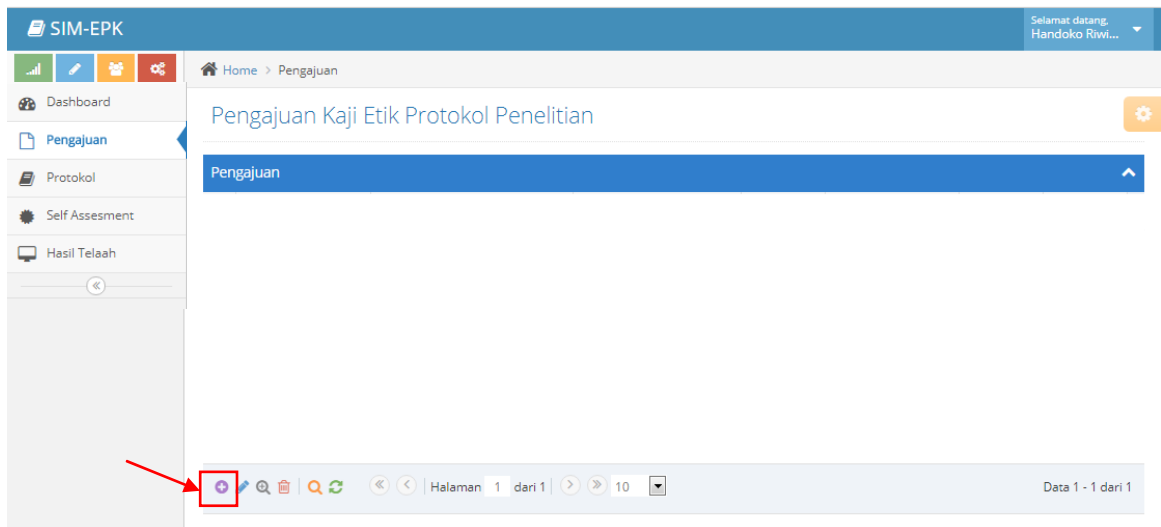 SIM-EPK
Selamat datang,
Handoko Riwi...
Home > Pengajuan
Dashboard
Pengajuan
Protokol
Self Assesment
Hasil Telaah
Pengajuan Kaji Etik Protokol Penelitian
Pengajuan
Halaman 1 dari 1 10
Data 1 - 1 dari 1